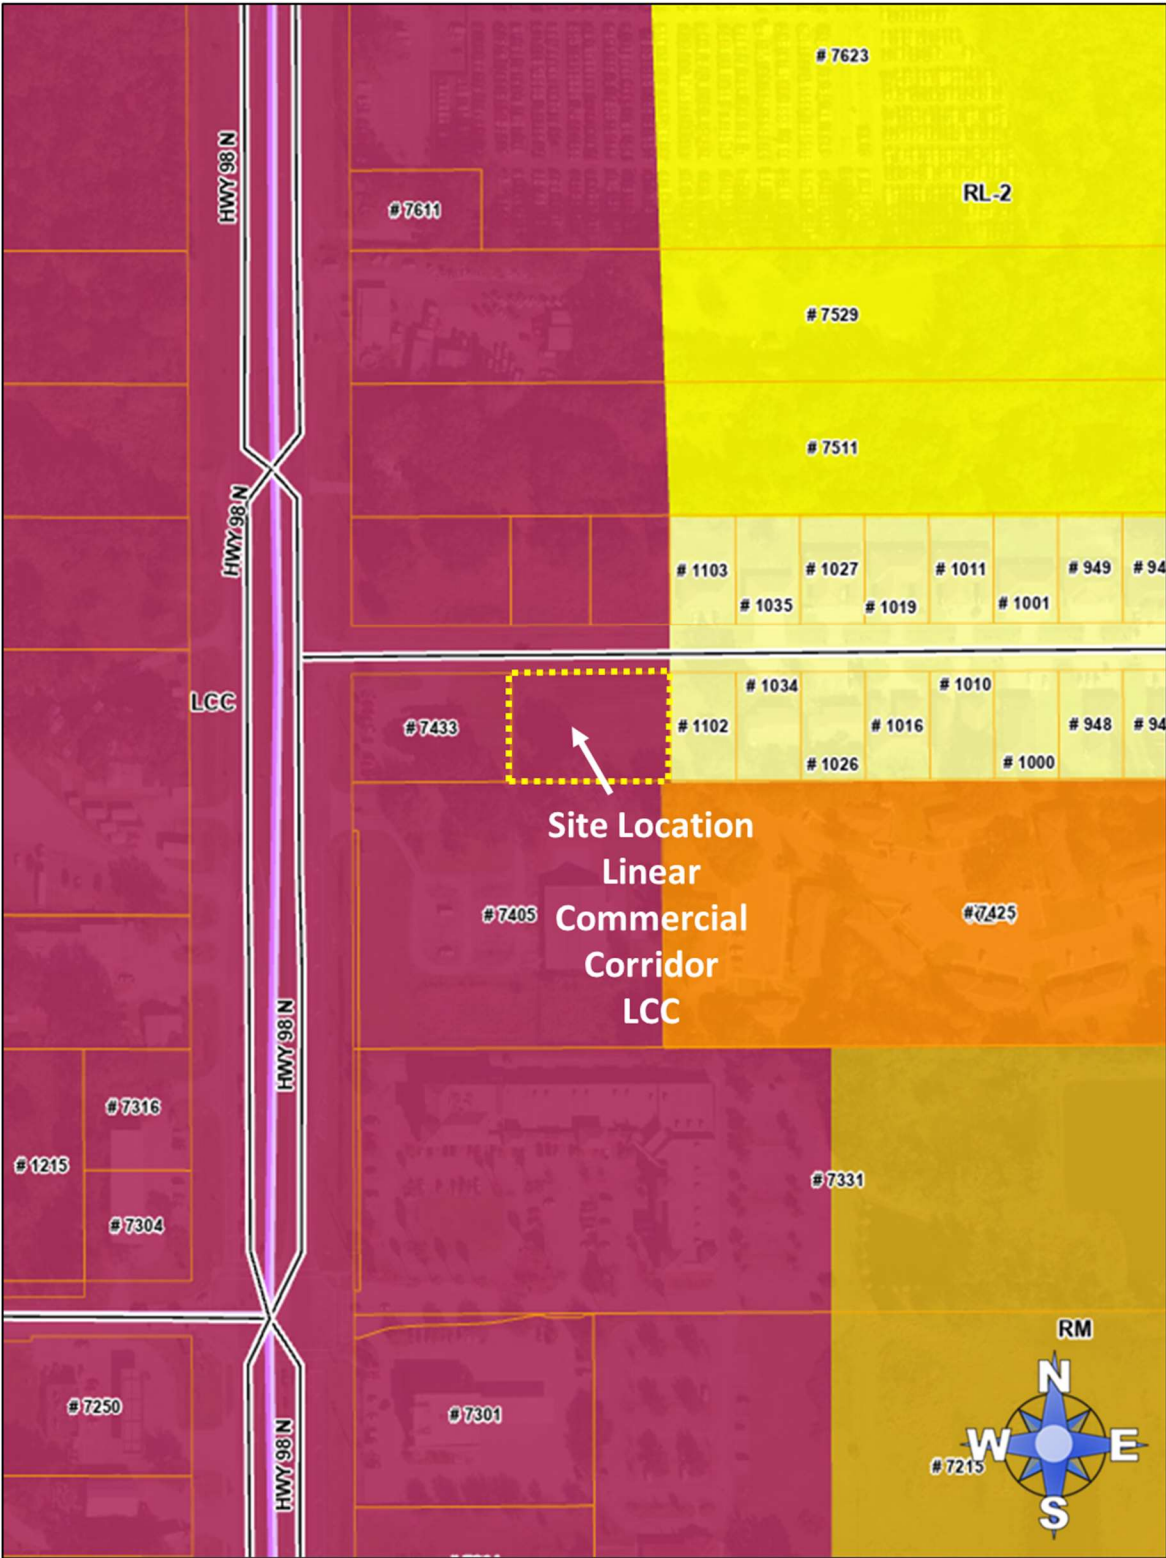 # 7623
HWY 98 N
RL-2
# 7611
# 7529
# 7511
HWY 98 N
# 1103
# 1027
# 1011
# 949
# 94
# 1035
# 1019
# 1001
# 1034
# 1010
LCC
# 7433
# 1102
# 1016
# 948
# 94
# 1026
# 1000
Site Location
Linear
Commercial
Corridor
LCC
# 7405
# 7425
HWY 98 N
# 7316
# 1215
# 7331
# 7304
RM
N
# 7250
# 7301
W
E
# 7215
HWY 98 N
S